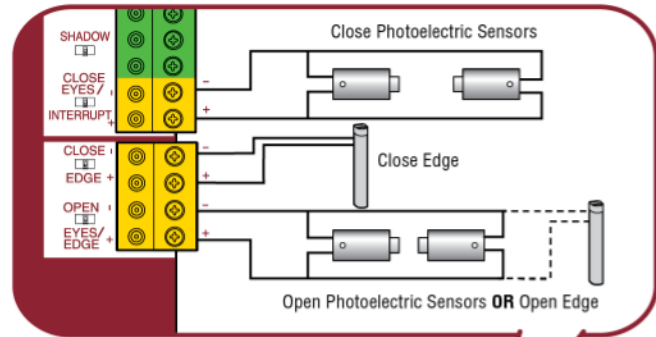 Close Photoelectric Sensors
SHADOW
CLOSE
EYES/ -
INTERRUPT +
-
+
CLOSE -
EDGE +
-
+
Close Edge
OPEN -
EYES/ +
EDGE
-
+
Open Photoelectric Sensors OR Open Edge